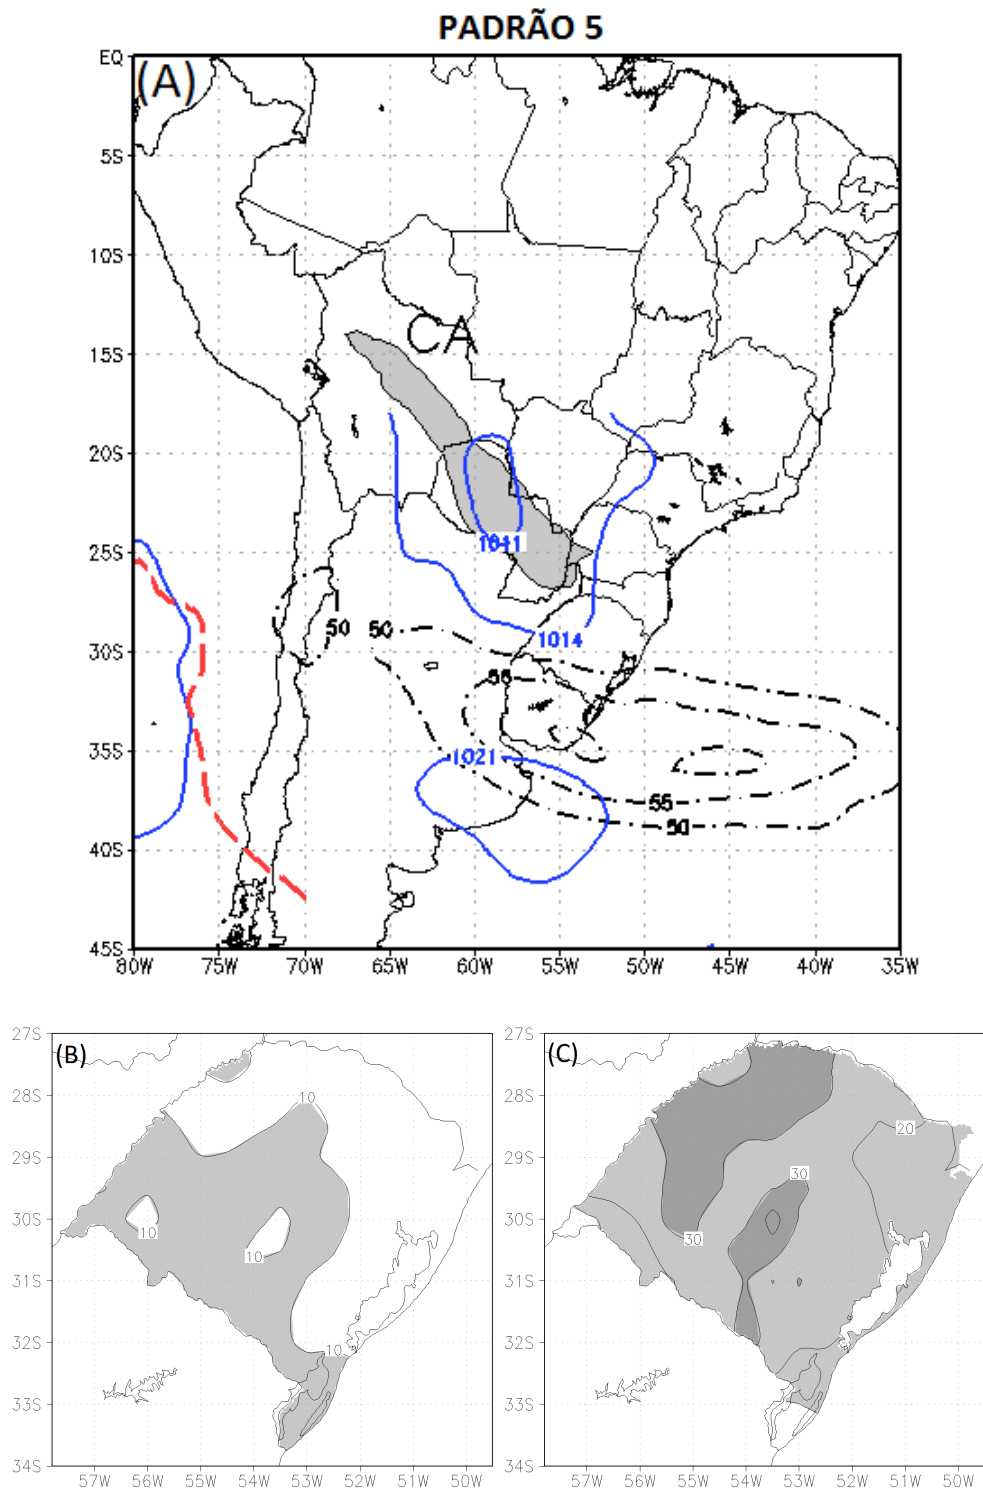 PADRÃO 5
EQ
(A)
5S
10S
CA
15S
20S
1011
25S
50 50
1014
30S
55
35S
1021
55
50
40S
45S
80W 75W 70W 65W 60W 55W 50W 45W 40W 35W
27S
(B)
28S
10
29S
30S
10
10
31S
32S
10
33S
34S
57W 56W 55W 54W 53W 52W 51W 50W
27S
(C)
28S
20
29S
30
30S
30
31S
32S
33S
34S
57W 56W 55W 54W 53W 52W 51W 50W